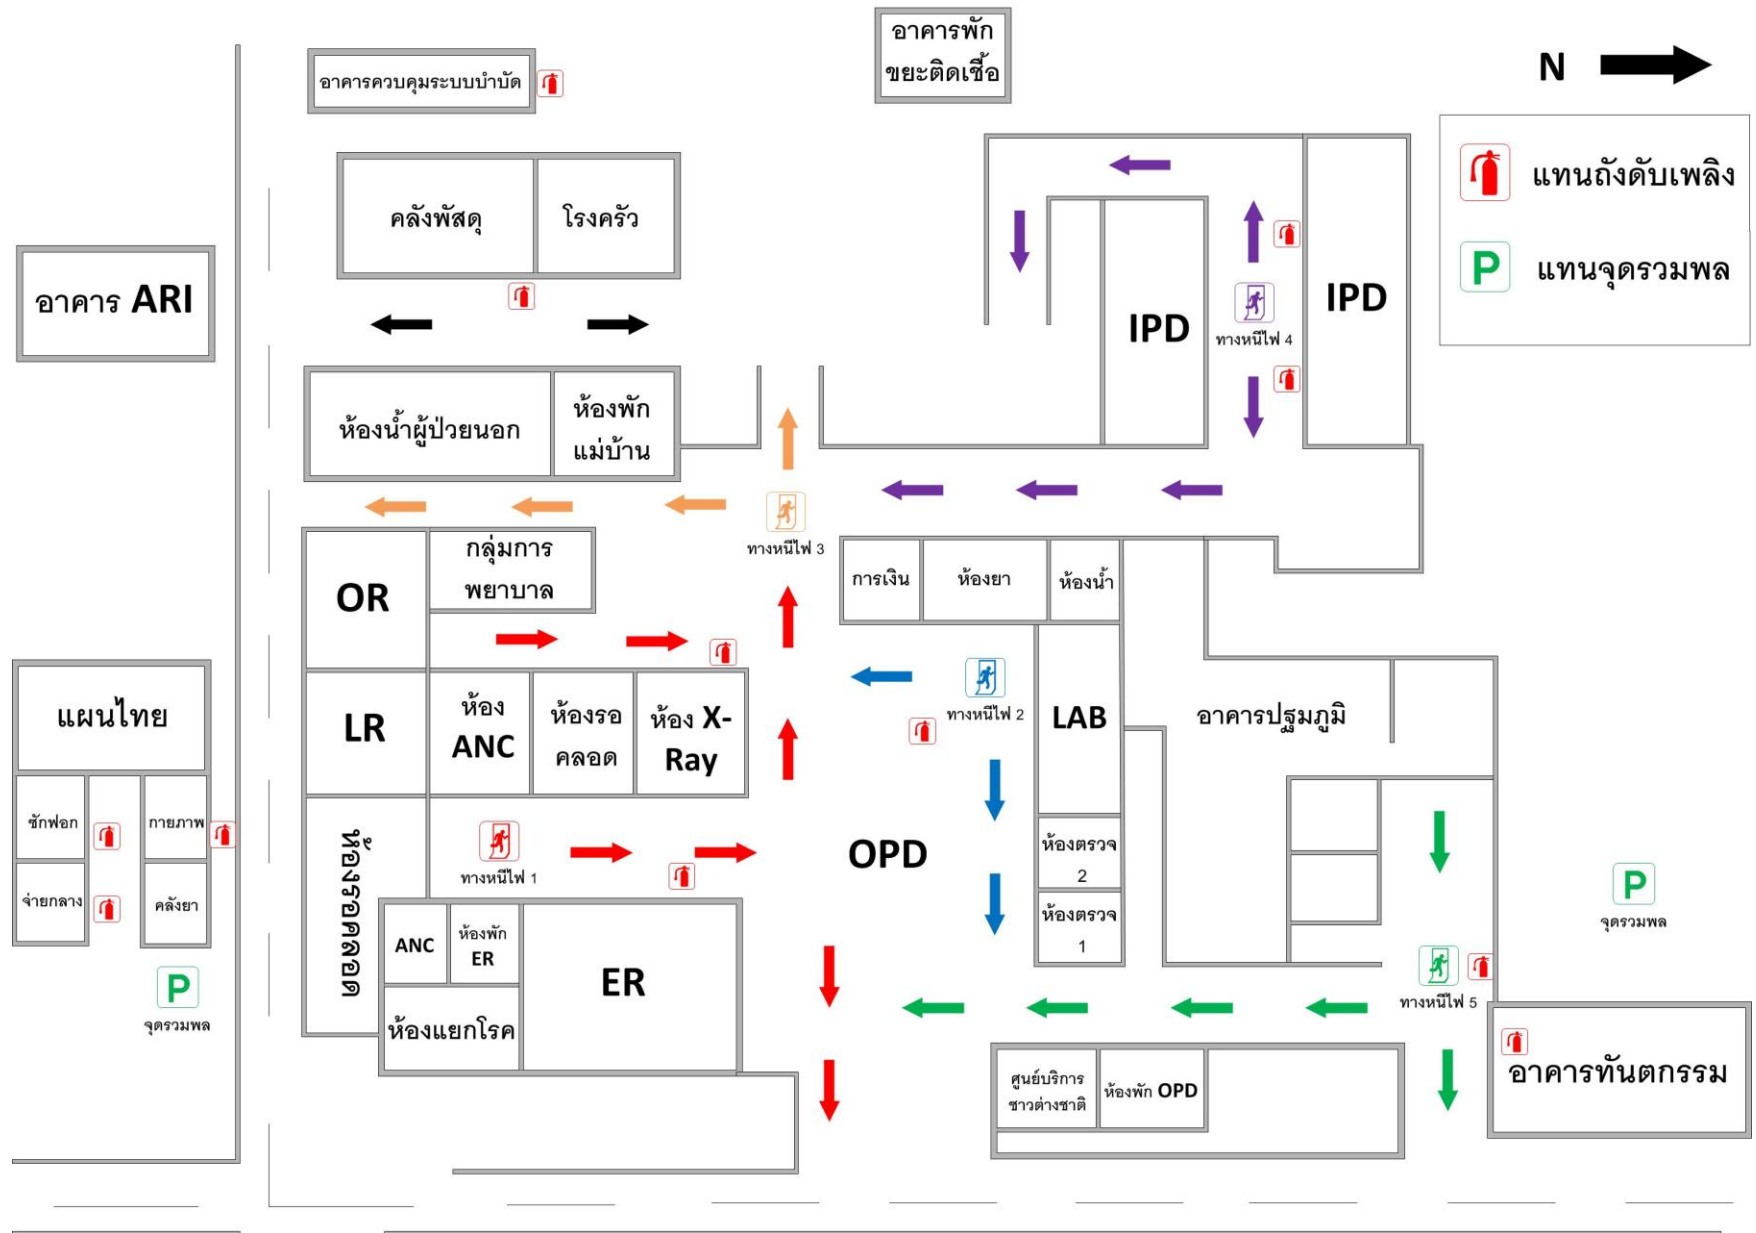 อาคารพัก
ขยะติดเชื้อ
N
อาคารควบคุมระบบบำบัด
แทนถังดับเพลิง
P แทนจุดรวมพล
คลังพัสดุ
โรงครัว
อาคาร ARI
IPD
IPD
ทางหนีไฟ 4
ห้องน้ำผู้ป่วยนอก
ห้องพัก
แม่บ้าน
ทางหนีไฟ 3
OR
กลุ่มการ
พยาบาล
การเงิน
ห้องยา
ห้องน้ำ
แผนไทย
LR
ห้อง
ANC
ห้องรอ
คลอด
ห้อง X-
Ray
ทางหนีไฟ 2
LAB
อาคารปฐมภูมิ
ซักฟอก
กายภาพ
จ่ายกลาง
คลังยา
ห้องรอคลอด
ทางหนีไฟ 1
OPD
ห้องตรวจ
2
ห้องตรวจ
1
P
จุดรวมพล
ANC
ห้องพัก
ER
ER
ห้องแยกโรค
P
จุดรวมพล
ทางหนีไฟ 5
ศูนย์บริการ
ชาวต่างชาติ
ห้องพัก OPD
อาคารทันตกรรม